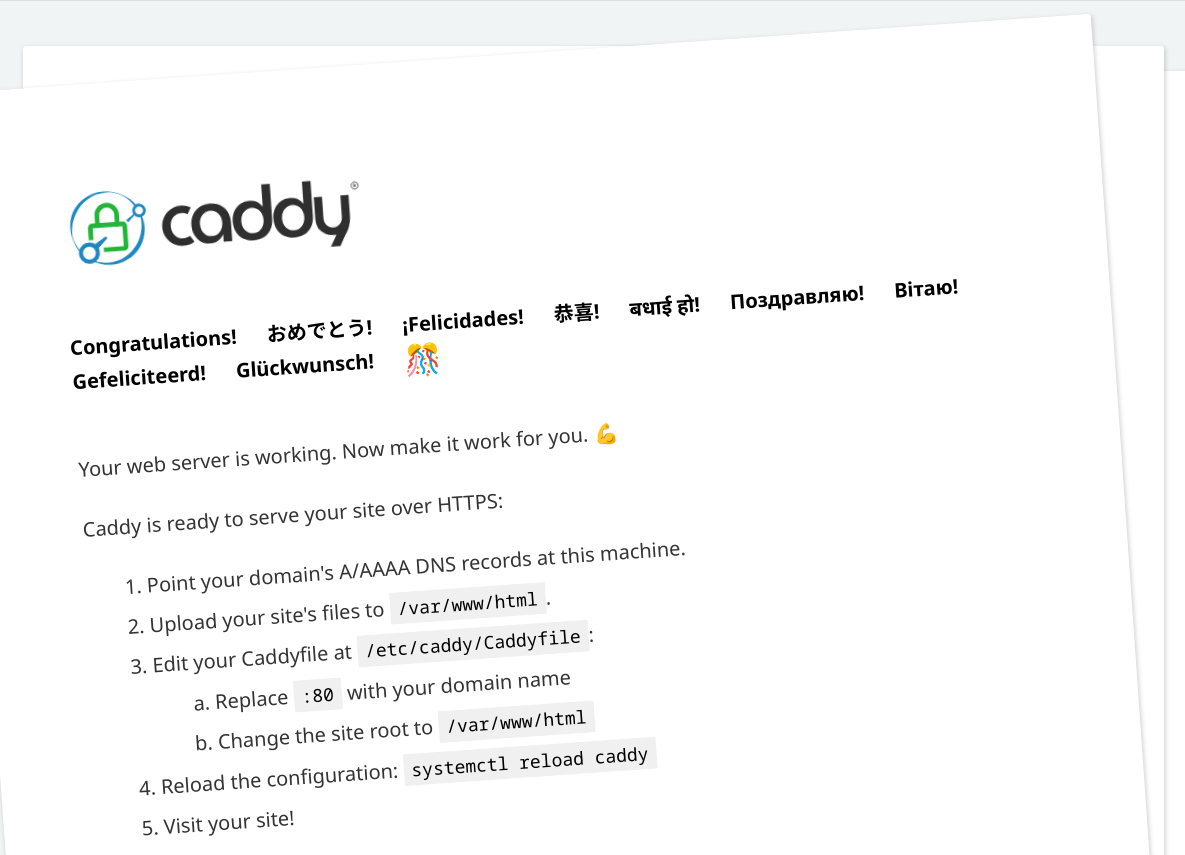 caddy®
Congratulations! おめでとう! ¡Felicidades! 恭喜! बधाई हो! Поздравляю! Вітаю!
Gefeliciteerd! Glückwunsch! 🎊
Your web server is working. Now make it work for you. 💪
Caddy is ready to serve your site over HTTPS:
1. Point your domain's A/AAAA DNS records at this machine.
2. Upload your site's files to /var/www/html .
3. Edit your Caddyfile at /etc/caddy/Caddyfile :
a. Replace :80 with your domain name
b. Change the site root to /var/www/html
4. Reload the configuration: systemctl reload caddy
5. Visit your site!